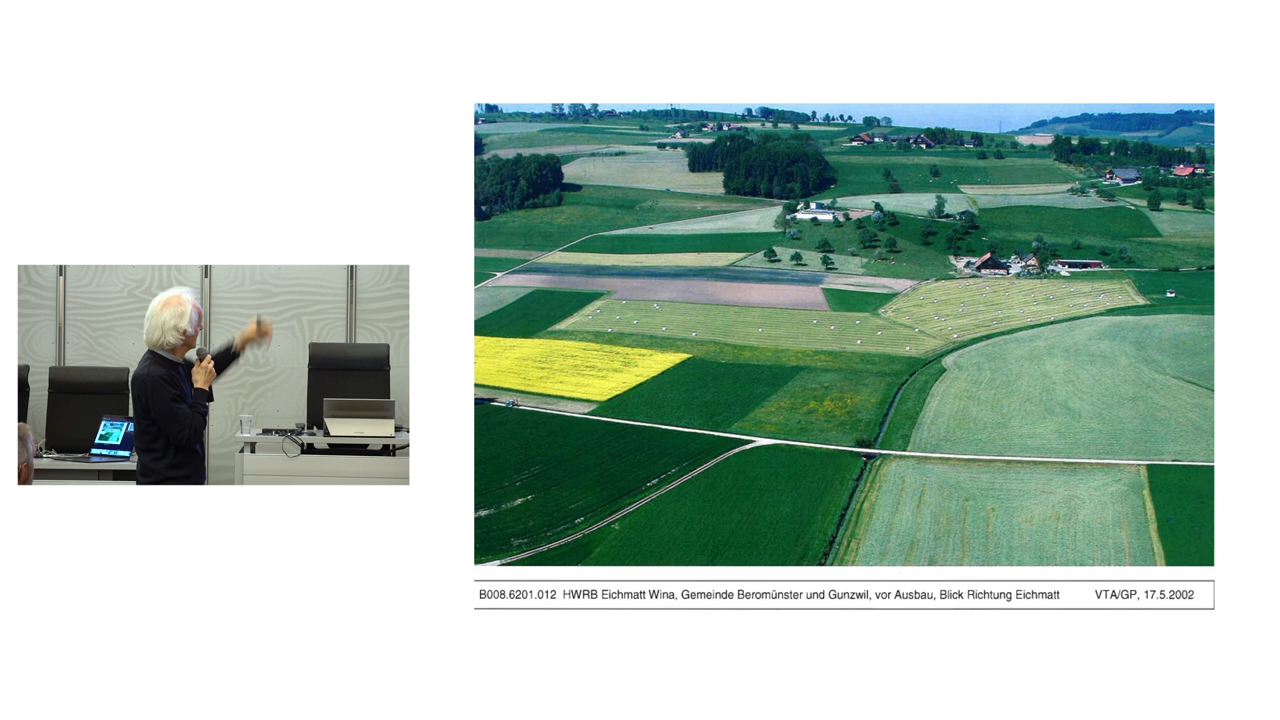 B008.6201.012 HWRB Eichmatt Wina, Gemeinde Beromünster und Gunzwil, vor Ausbau, Blick Richtung Eichmatt VTA/GP, 17.5.2002